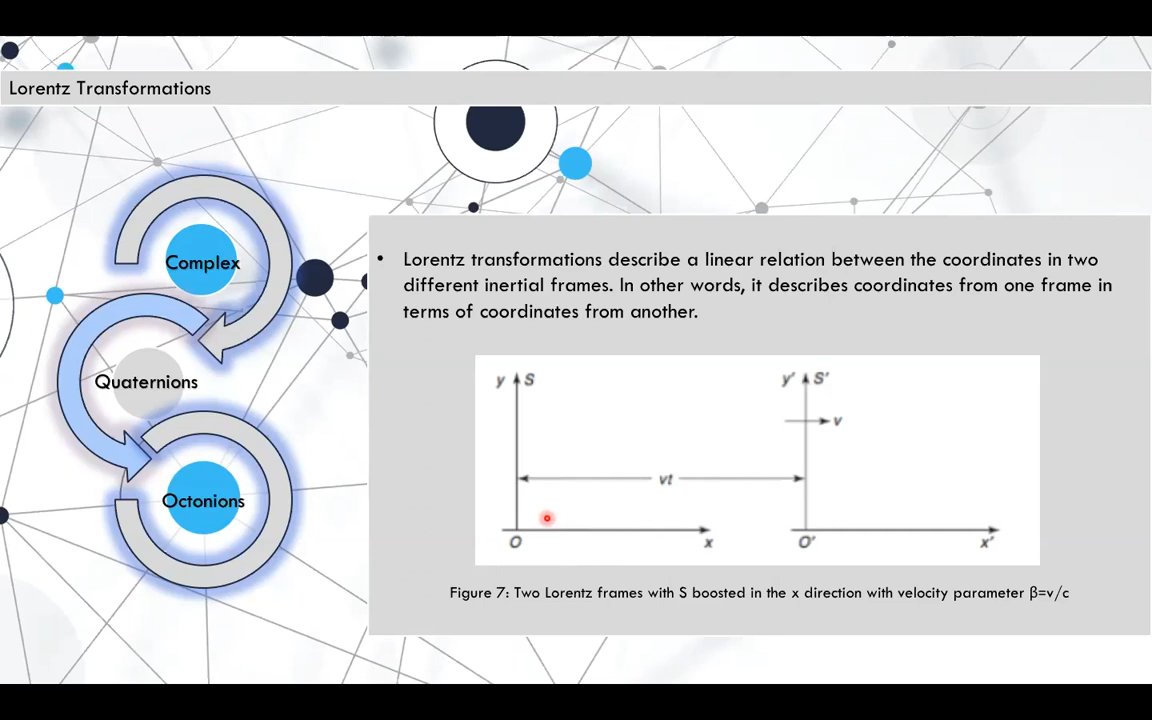 Lorentz Transformations
Complex
Quaternions
Octonions
• Lorentz transformations describe a linear relation between the coordinates in two
different inertial frames. In other words, it describes coordinates from one frame in
terms of coordinates from another.
y S
y' S'
v
vt
O x
O' x'
Figure 7: Two Lorentz frames with S boosted in the x direction with velocity parameter β=v/c